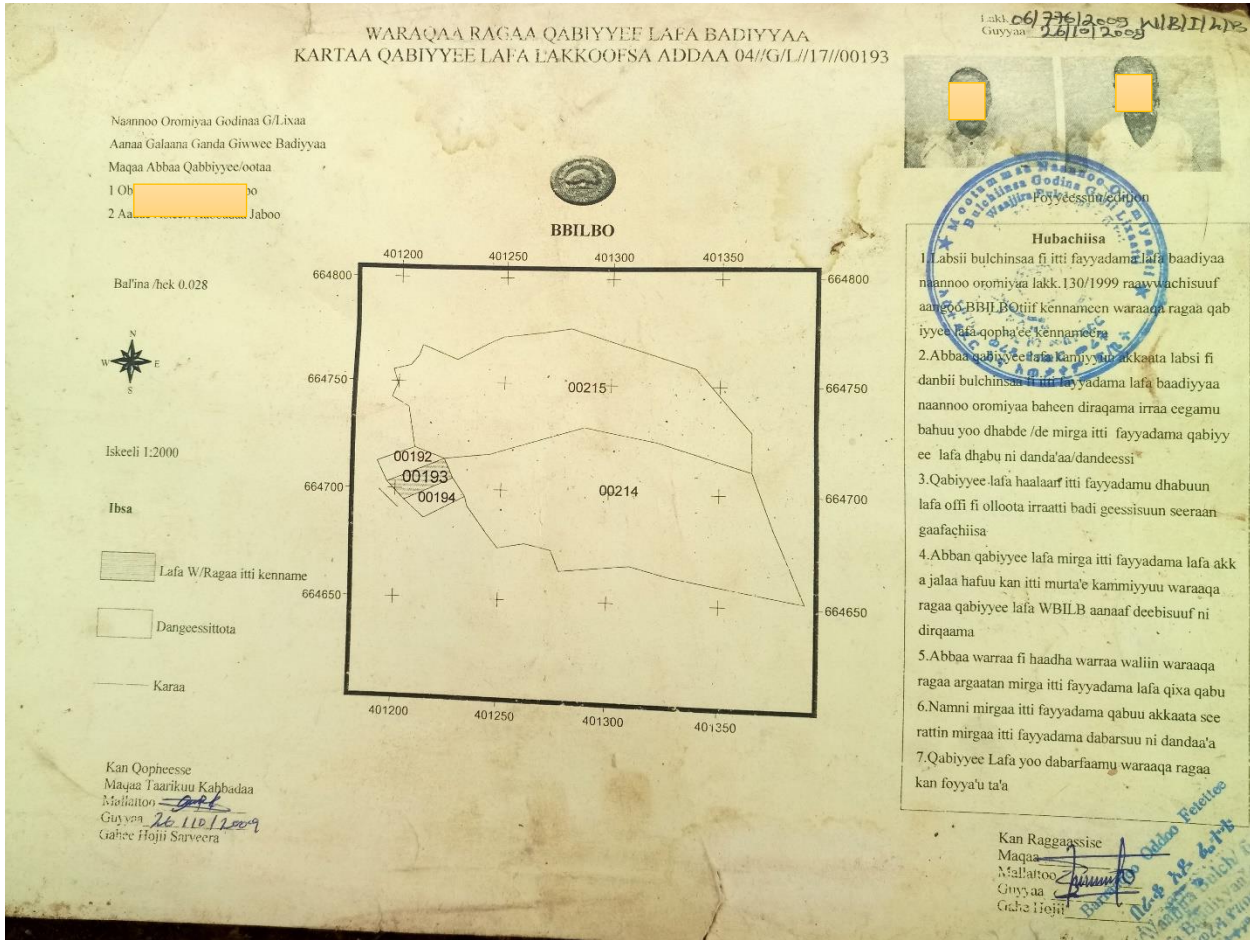 Lakk. 06/776/2009 W/B/I/L/B
Guyyaa 26/10/2009
WARAQAA RAGAA QABIYYEE LAFA BADIYYAA
KARTAA QABIYYEE LAFA LAKKOOFSA ADDAA 04//G/L//17//00193
Naannoo Oromiyaa Godinaa G/Lixaa
Aanaa Galaana Ganda Giwwee Badiyyaa
Maqaa Abbaa Qabbiyyee/ootaa
1 Ob
2 Aa Jaboo
Bal'ina /hek 0.028
N
W E
S
Iskeeli 1:2000
Ibsa
Lafa W/Ragaa itti kenname
Dangeessittota
Karaa
Kan Qopheesse
Maqaa Taarikuu Kabbadaa
Mallattoo
Guyyaa 26/10/2009
Gahee Hojii Sarveera
BBILBO
401200 401250 401300 401350
664800 664800
664750 664750
664700 664700
664650 664650
00215
00192
00193
00194
00214
401200 401250 401300 401350
Foyyeessuu/edition
Mootummaa Naannoo Oromiyaatti
Bulchiinsa Godina Gujii Lixaatti
Hubachiisa
1.Labsii bulchinsaa fi itti fayyadama lafa baadiyaa
naannoo oromiyaa lakk.130/1999 raawwachisuuf
aangoo BBILBOtiif kennameen waraaqa ragaa qab
iyyee lafa qopha'ee kennameera
2.Abbaa qabiyyee lafa kamiyyuu akkaata labsi fi
danbii bulchinsaa fi itti fayyadama lafa baadiyyaa
naannoo oromiyaa baheen diraqama irraa eegamu
bahuu yoo dhabde /de mirga itti fayyadama qabiyy
ee lafa dhabu ni danda'aa/dandeessi
3.Qabiyyee lafa haalaan itti fayyadamu dhabuun
lafa offi fi olloota irraatti badi geessisuun seeraan
gaafachiisa
4.Abban qabiyyee lafa mirga itti fayyadama lafa akk
a jalaa hafuu kan itti murta'e kammiyyuu waraaqa
ragaa qabiyyee lafa WBILB aanaaf deebisuuf ni
dirqaama
5.Abbaa warraa fi haadha warraa waliin waraaqa
ragaa argaatan mirga itti fayyadama lafa qixa qabu
6.Namni mirgaa itti fayyadama qabuu akkaata see
rattin mirgaa itti fayyadama dabarsuu ni dandaa'a
7.Qabiyyee Lafa yoo dabarfaamu waraaqa ragaa
kan foyya'u ta'a
Kan Raggaassise
Maqaa
Mallattoo
Guyyaa
Gahe Hojii